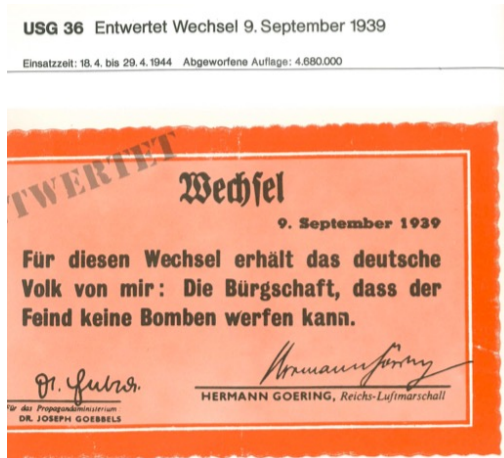 USG 36 Entwertet Wechsel 9. September 1939
Einsatzzeit: 18. 4. bis 29. 4. 1944 Abgeworfene Auflage: 4.680.000
TWERTET
Wechsel
9. September 1939
Für diesen Wechsel erhält das deutsche
Volk von mir: Die Bürgschaft, dass der
Feind keine Bomben werfen kann.
Hermann Göring
HERMANN GOERING, Reichs-Luftmarschall
Für das Propagandaministerium
DR. JOSEPH GOEBBELS